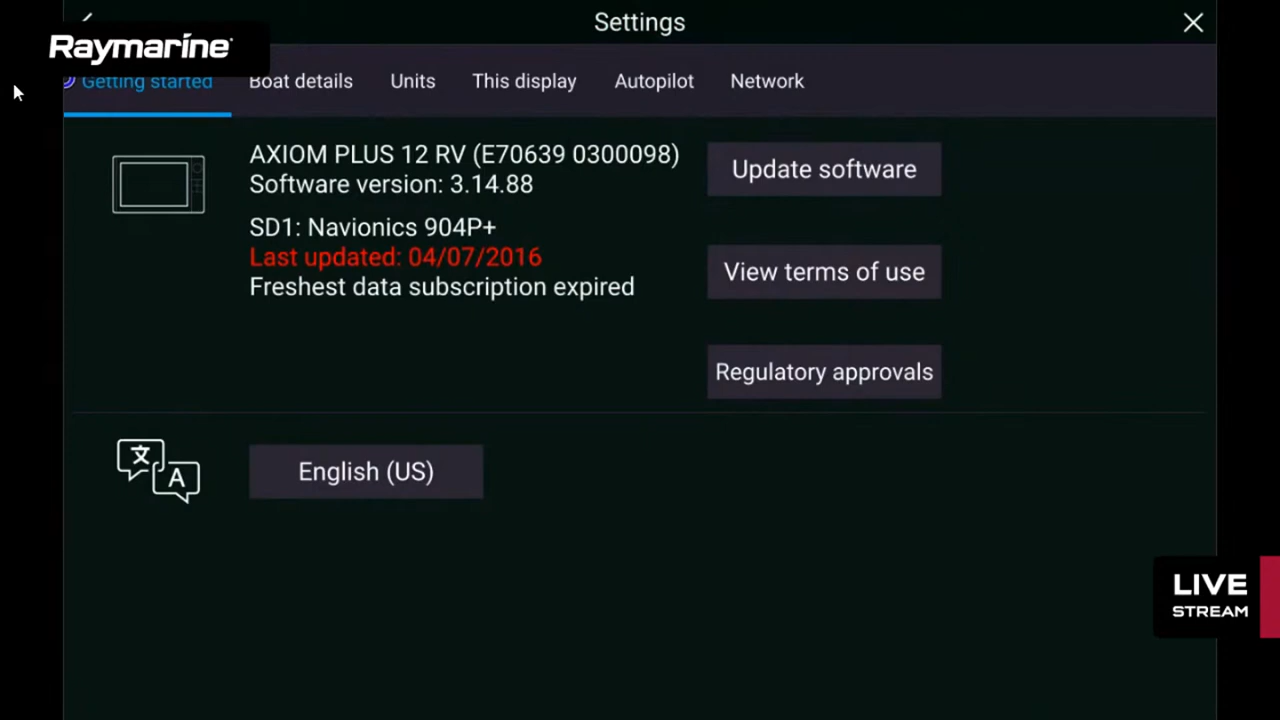 Settings
Raymarine
Getting started
Boat details
Units
This display
Autopilot
Network
AXIOM PLUS 12 RV (E70639 0300098)
Software version: 3.14.88
SD1: Navionics 904P+
Last updated: 04/07/2016
Freshest data subscription expired
Update software
View terms of use
Regulatory approvals
文
A
English (US)
LIVE
STREAM